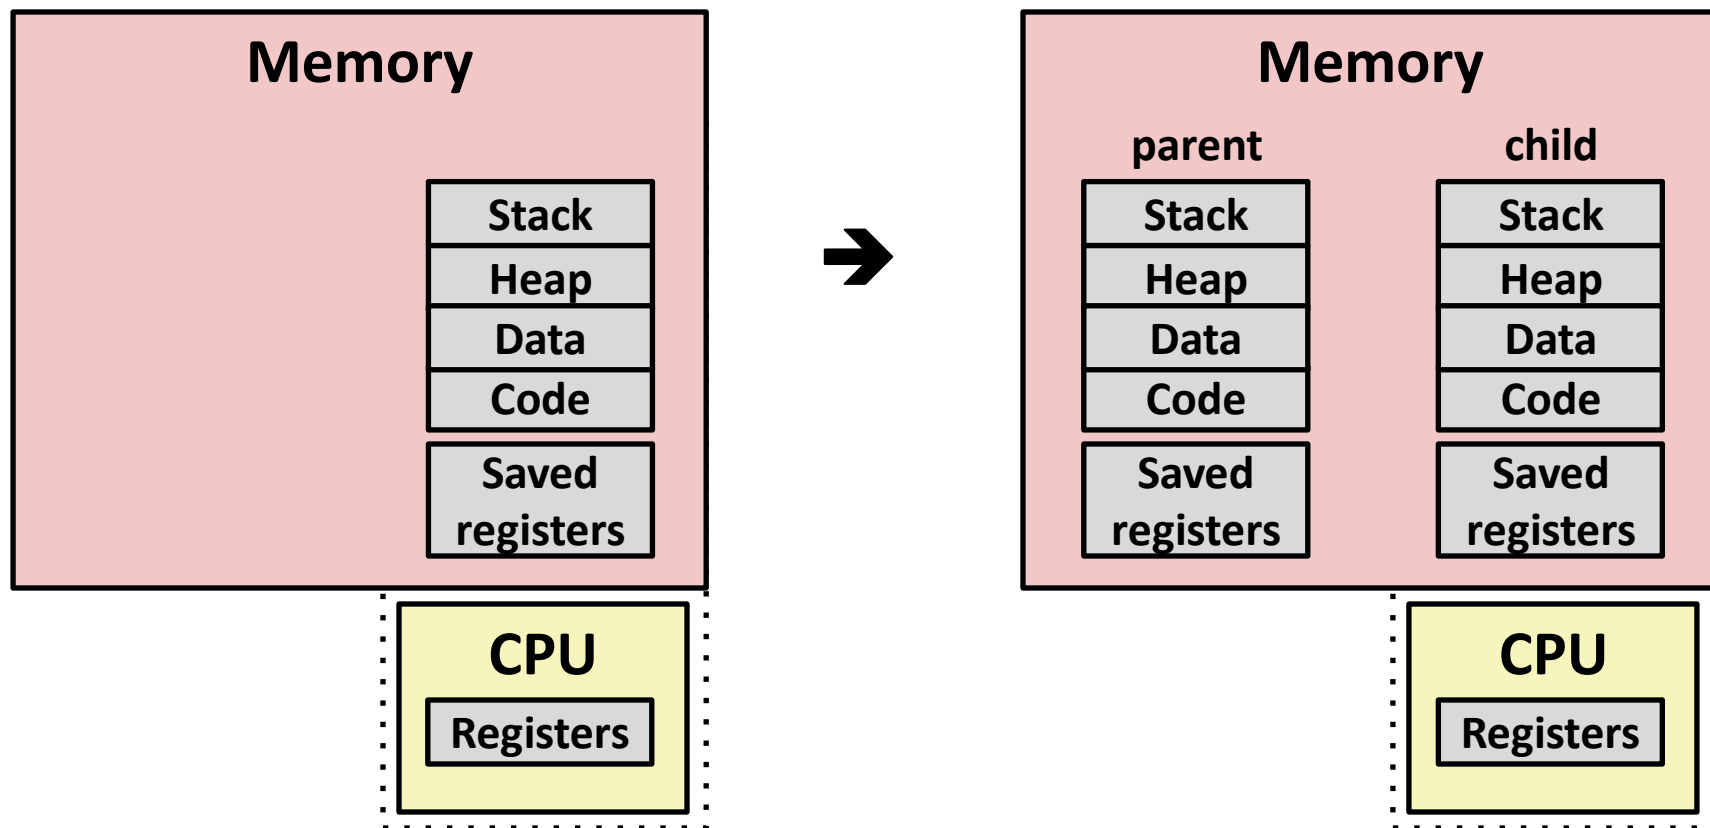 Memory
Stack
Heap
Data
Code
Saved
registers
CPU
Registers
➔
Memory
parent
child
Stack
Stack
Heap
Heap
Data
Data
Code
Code
Saved
registers
Saved
registers
CPU
Registers